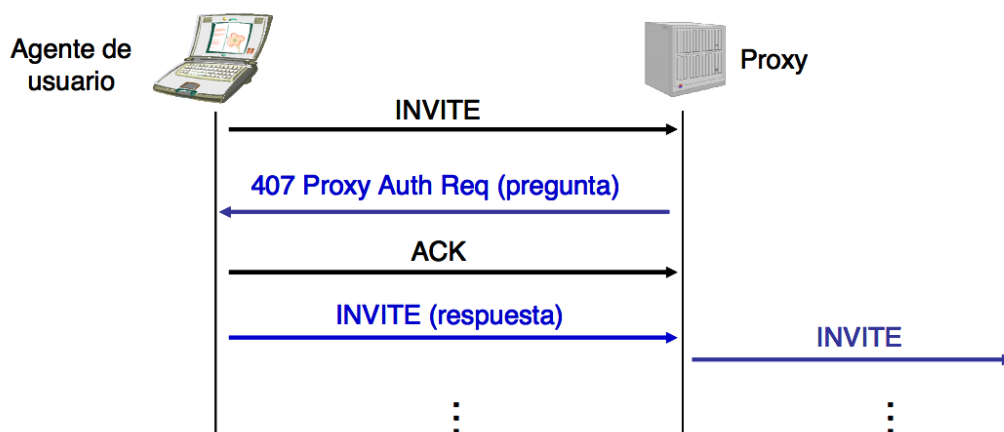 Agente de
usuario
Proxy
INVITE
407 Proxy Auth Req (pregunta)
ACK
INVITE (respuesta)
INVITE